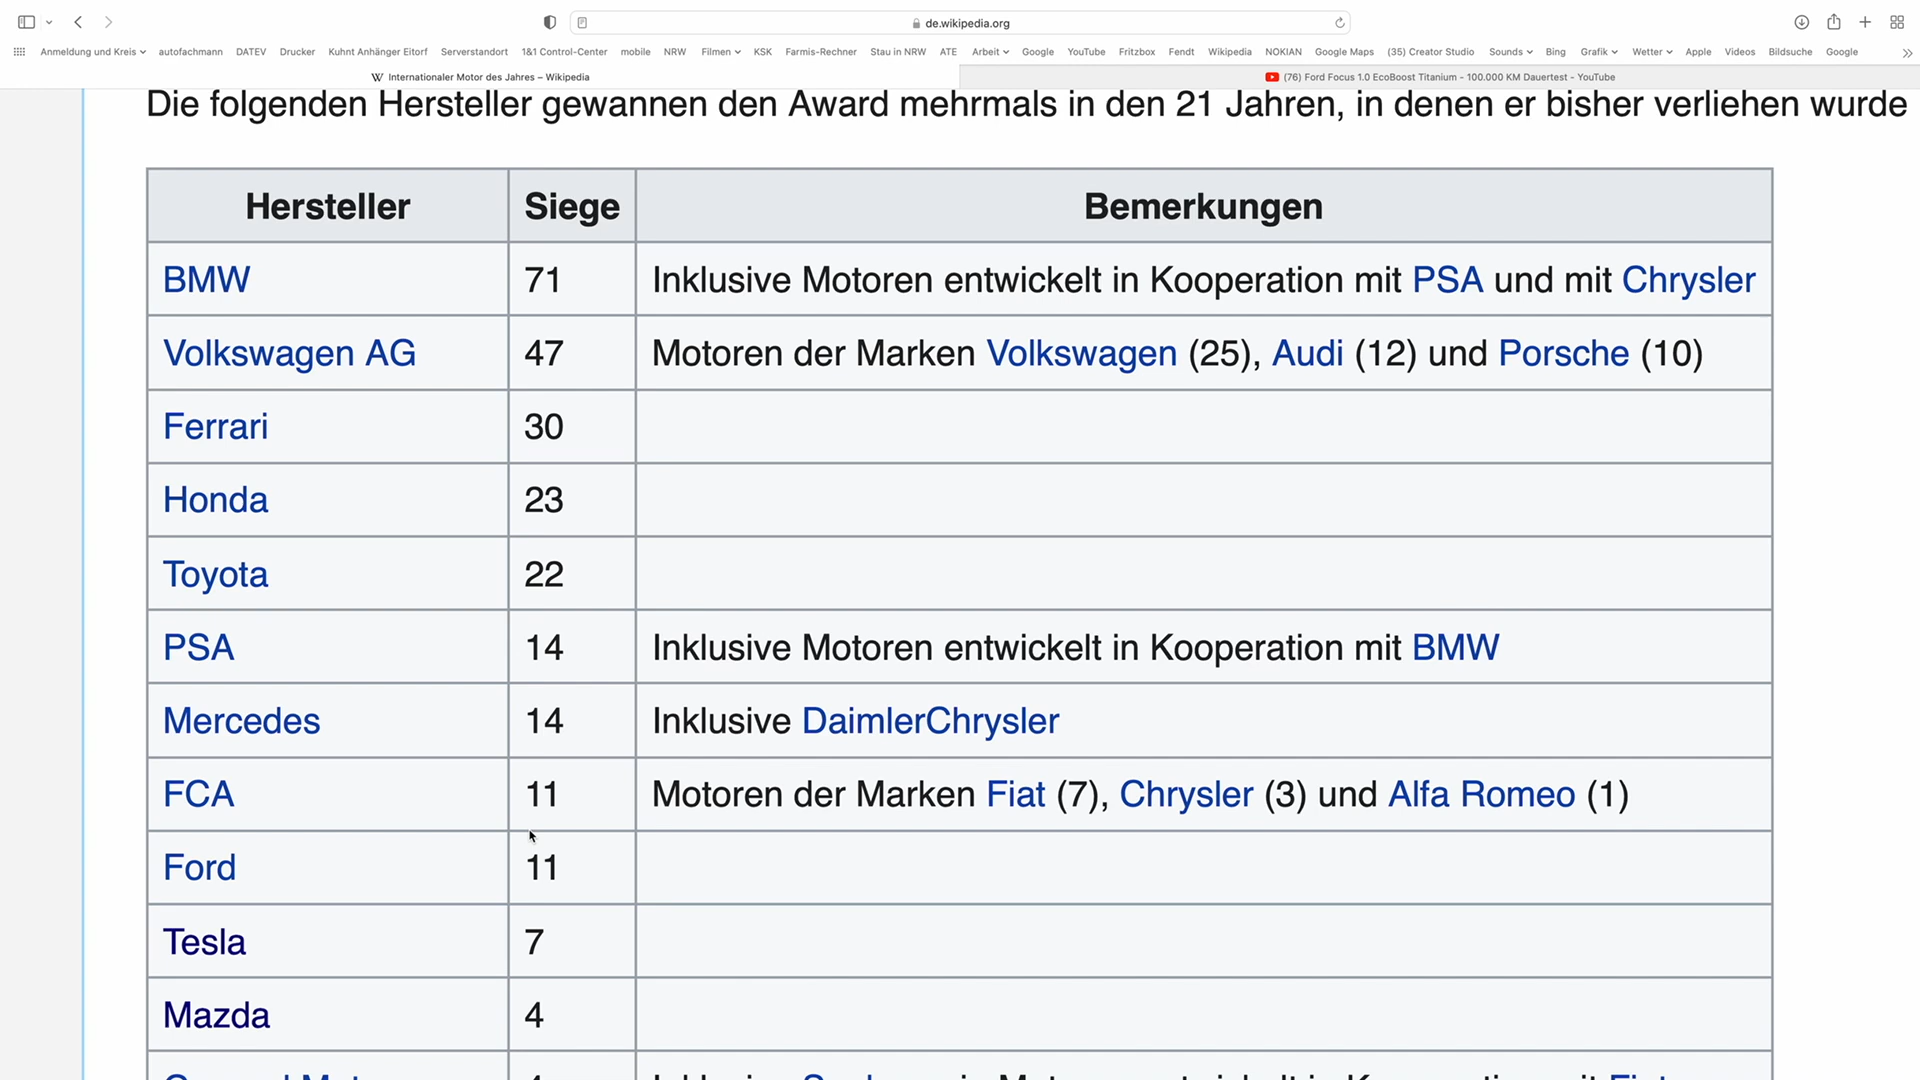 de.wikipedia.org
Anmeldung und Kreis autofachmann DATEV Drucker Kuhnt Anhänger Eitorf Serverstandort 1&1 Control-Center mobile NRW Filmen KSK Farmis-Rechner Stau in NRW ATE Arbeit Google YouTube Fritzbox Fendt Wikipedia NOKIAN Google Maps (35) Creator Studio Sounds Bing Grafik Wetter Apple Videos Bildsuche Google
Internationaler Motor des Jahres – Wikipedia (76) Ford Focus 1.0 EcoBoost Titanium - 100.000 KM Dauertest - YouTube
Die folgenden Hersteller gewannen den Award mehrmals in den 21 Jahren, in denen er bisher verliehen wurde
Hersteller Siege Bemerkungen
BMW 71 Inklusive Motoren entwickelt in Kooperation mit PSA und mit Chrysler
Volkswagen AG 47 Motoren der Marken Volkswagen (25), Audi (12) und Porsche (10)
Ferrari 30
Honda 23
Toyota 22
PSA 14 Inklusive Motoren entwickelt in Kooperation mit BMW
Mercedes 14 Inklusive DaimlerChrysler
FCA 11 Motoren der Marken Fiat (7), Chrysler (3) und Alfa Romeo (1)
Ford 11
Tesla 7
Mazda 4